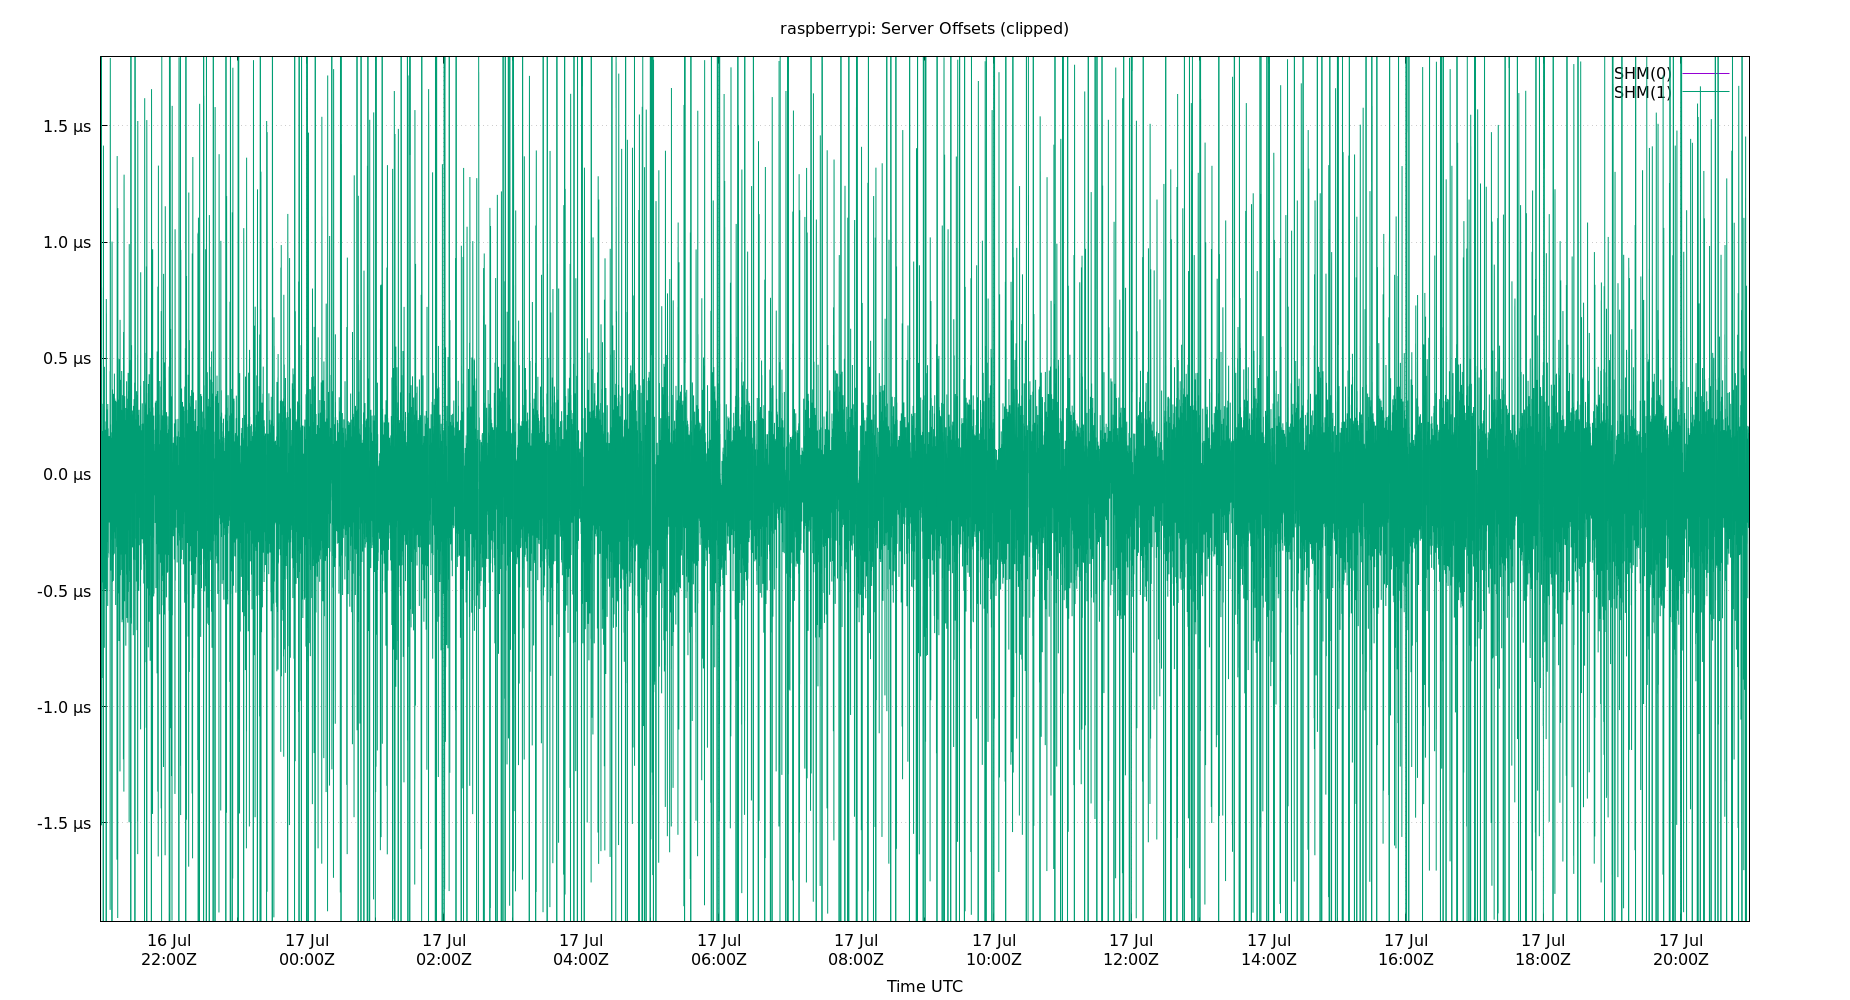 raspberrypi: Server Offsets (clipped)
SHM(0)
SHM(1)
1.5 µs
1.0 µs
0.5 µs
0.0 µs
-0.5 µs
-1.0 µs
-1.5 µs
16 Jul 17 Jul 17 Jul 17 Jul 17 Jul 17 Jul 17 Jul 17 Jul 17 Jul 17 Jul 17 Jul 17 Jul
22:00Z 00:00Z 02:00Z 04:00Z 06:00Z 08:00Z 10:00Z 12:00Z 14:00Z 16:00Z 18:00Z 20:00Z
Time UTC